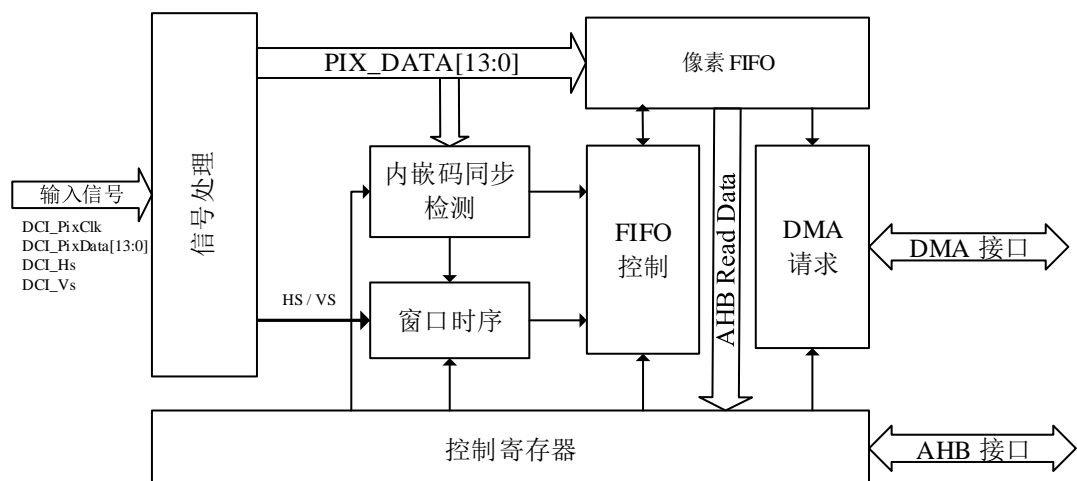 PIX_DATA[13:0]
像素 FIFO
输入信号
DCI_PixClk
DCI_PixData[13:0]
DCI_Hs
DCI_Vs
信号处理
内嵌码同步
检测
HS / VS
窗口时序
FIFO
控制
AHB Read Data
DMA
请求
DMA 接口
控制寄存器
AHB 接口